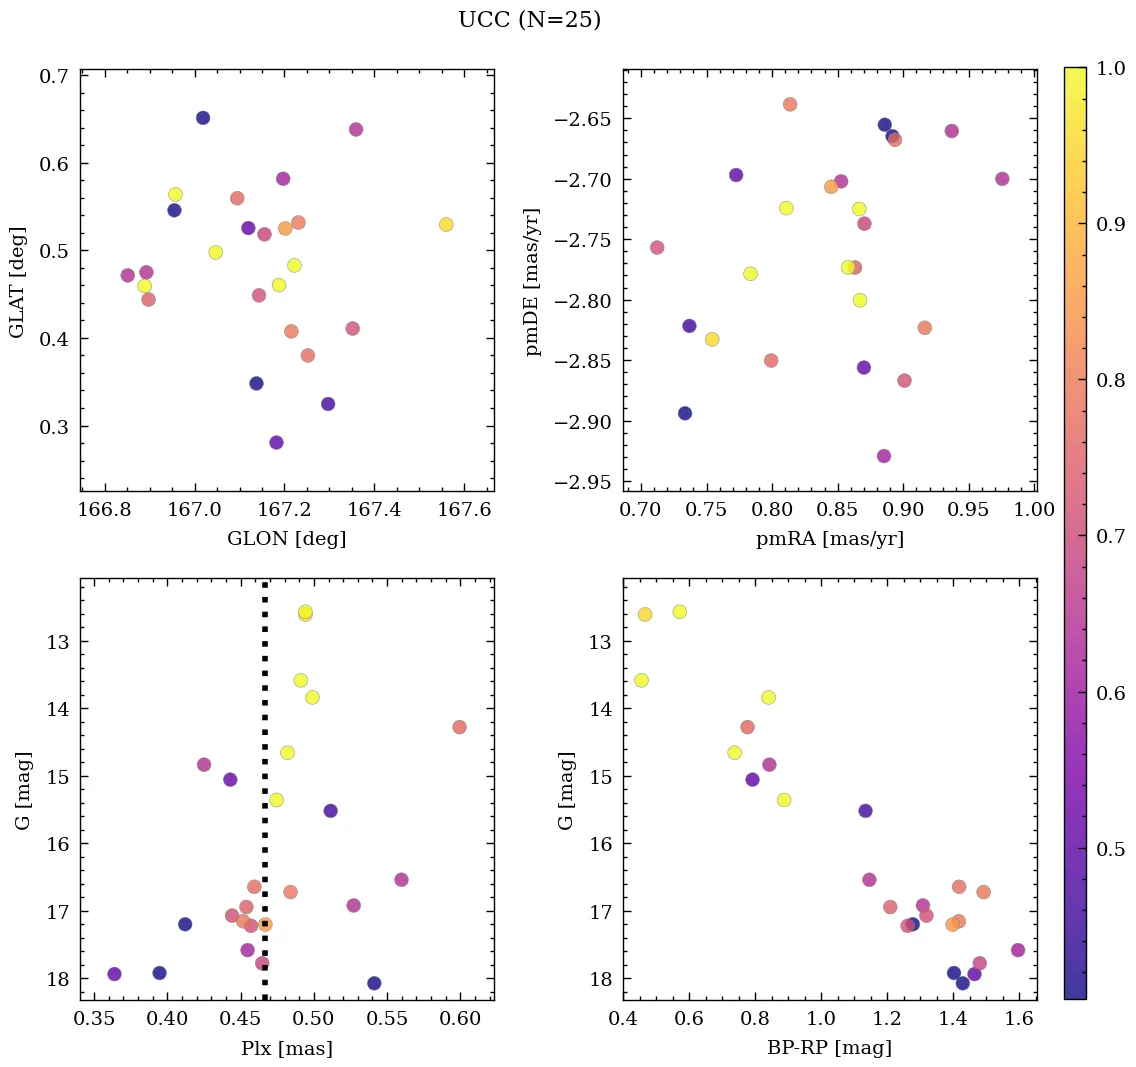 UCC (N=25)
0.7
0.6
0.5
0.4
0.3
GLAT [deg]
166.8 167.0 167.2 167.4 167.6
GLON [deg]
−2.65
−2.70
−2.75
−2.80
−2.85
−2.90
−2.95
pmDE [mas/yr]
0.70 0.75 0.80 0.85 0.90 0.95 1.00
pmRA [mas/yr]
13
14
15
16
17
18
G [mag]
0.35 0.40 0.45 0.50 0.55 0.60
Plx [mas]
13
14
15
16
17
18
G [mag]
0.4 0.6 0.8 1.0 1.2 1.4 1.6
BP-RP [mag]
1.0
0.9
0.8
0.7
0.6
0.5